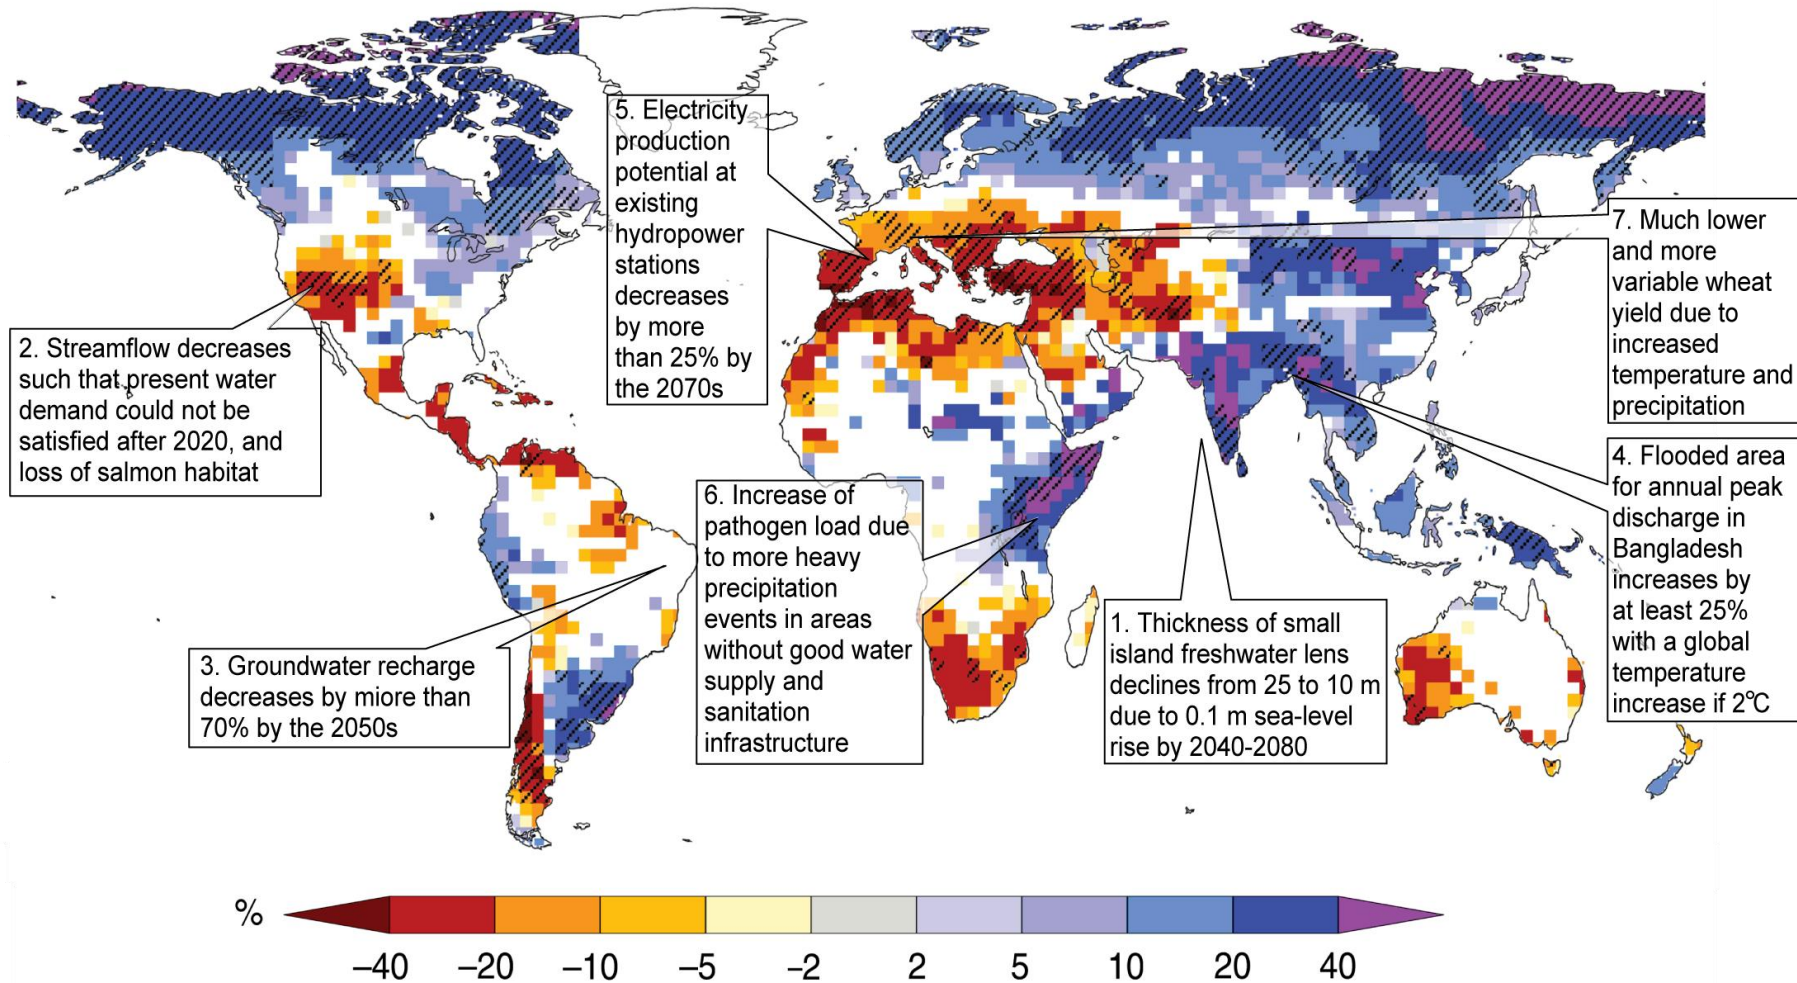 5. Electricity
production
potential at
existing
hydropower
stations
decreases
by more
than 25% by
the 2070s
7. Much lower
and more
variable wheat
yield due to
increased
temperature and
precipitation
2. Streamflow decreases
such that present water
demand could not be
satisfied after 2020, and
loss of salmon habitat
4. Flooded area
for annual peak
discharge in
Bangladesh
increases by
at least 25%
with a global
temperature
increase if 2°C
6. Increase of
pathogen load due
to more heavy
precipitation
events in areas
without good water
supply and
sanitation
infrastructure
1. Thickness of small
island freshwater lens
declines from 25 to 10 m
due to 0.1 m sea-level
rise by 2040-2080
3. Groundwater recharge
decreases by miore than
70% by the 2050s
%
–40 –20 –10 –5 –2 2 5 10 20 40